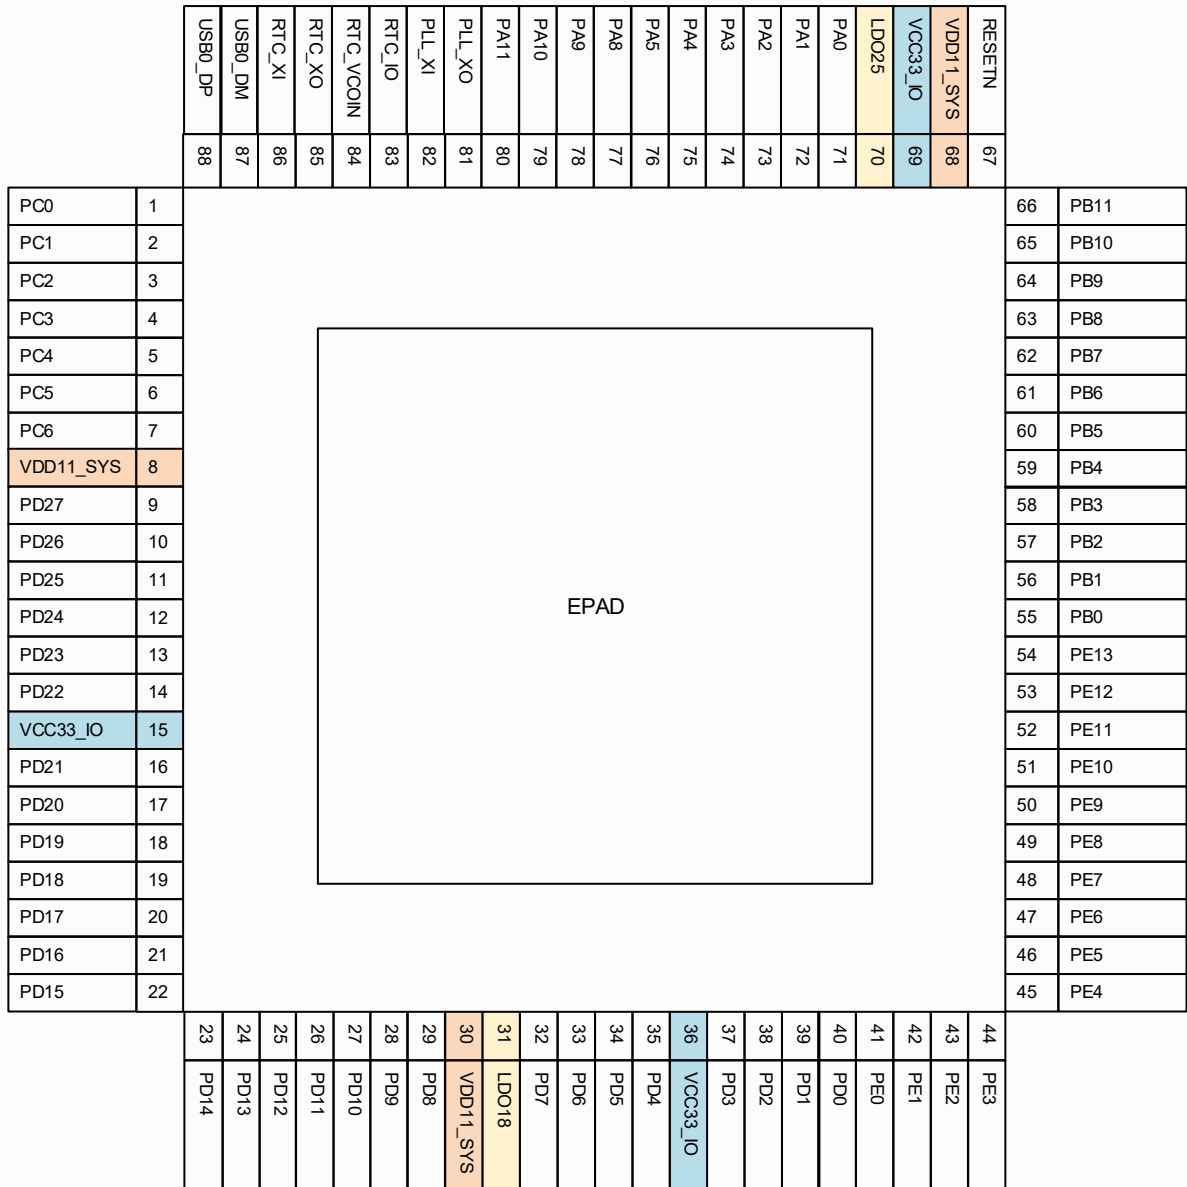 USB0_DP USB0_DM RTC_XI RTC_XO RTC_VCOIN RTC_IO PLL_XI PLL_XO PA11 PA10 PA9 PA8 PA5 PA4 PA3 PA2 PA1 PA0 LDO25 VCC33_IO VDD11_SYS RESETN
88 87 86 85 84 83 82 81 80 79 78 77 76 75 74 73 72 71 70 69 68 67
PC0 1 66 PB11
PC1 2 65 PB10
PC2 3 64 PB9
PC3 4 63 PB8
PC4 5 62 PB7
PC5 6 61 PB6
PC6 7 60 PB5
VDD11_SYS 8 59 PB4
PD27 9 58 PB3
PD26 10 57 PB2
PD25 11 56 PB1
PD24 12 55 PB0
EPAD
PD23 13 54 PE13
PD22 14 53 PE12
VCC33_IO 15 52 PE11
PD21 16 51 PE10
PD20 17 50 PE9
PD19 18 49 PE8
PD18 19 48 PE7
PD17 20 47 PE6
PD16 21 46 PE5
PD15 22 45 PE4
23 24 25 26 27 28 29 30 31 32 33 34 35 36 37 38 39 40 41 42 43 44
PD14 PD13 PD12 PD11 PD10 PD9 PD8 VDD11_SYS LDO18 PD7 PD6 PD5 PD4 VCC33_IO PD3 PD2 PD1 PD0 PE0 PE1 PE2 PE3